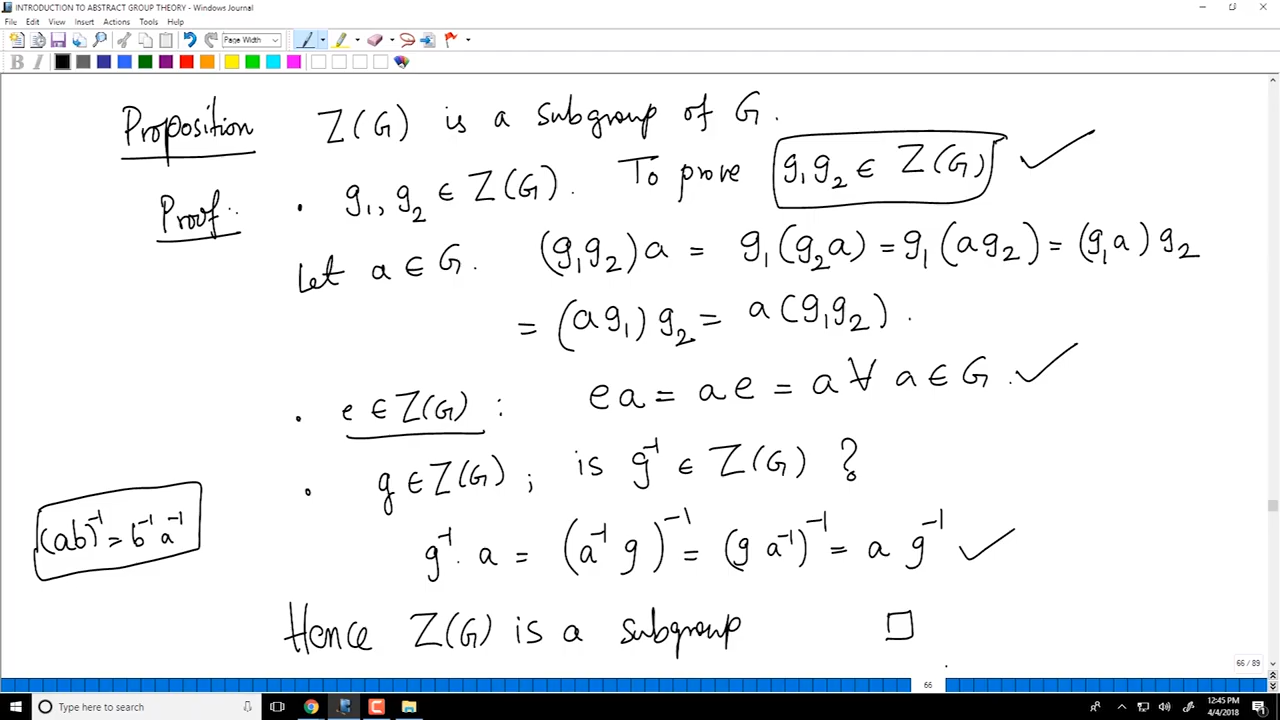 INTRODUCTION TO ABSTRACT GROUP THEORY - Windows Journal
File Edit View Insert Actions Tools Help
Page Width
B I
Proposition Z(G) is a subgroup of G.
Proof: • g₁, g₂ ∈ Z(G). To prove g₁g₂ ∈ Z(G) ✓
Let a ∈ G. (g₁g₂)a = g₁(g₂a) = g₁(ag₂) = (g₁a)g₂
= (ag₁)g₂ = a(g₁g₂).
• e ∈ Z(G) : ea = ae = a ∀ a ∈ G. ✓
• g ∈ Z(G); is g⁻¹ ∈ Z(G) ?
(ab)⁻¹ = b⁻¹a⁻¹
g⁻¹. a = (a⁻¹g)⁻¹ = (ga⁻¹)⁻¹ = a g⁻¹ ✓
Hence Z(G) is a subgroup □
66 / 89
66
Type here to search
12:45 PM
4/4/2018